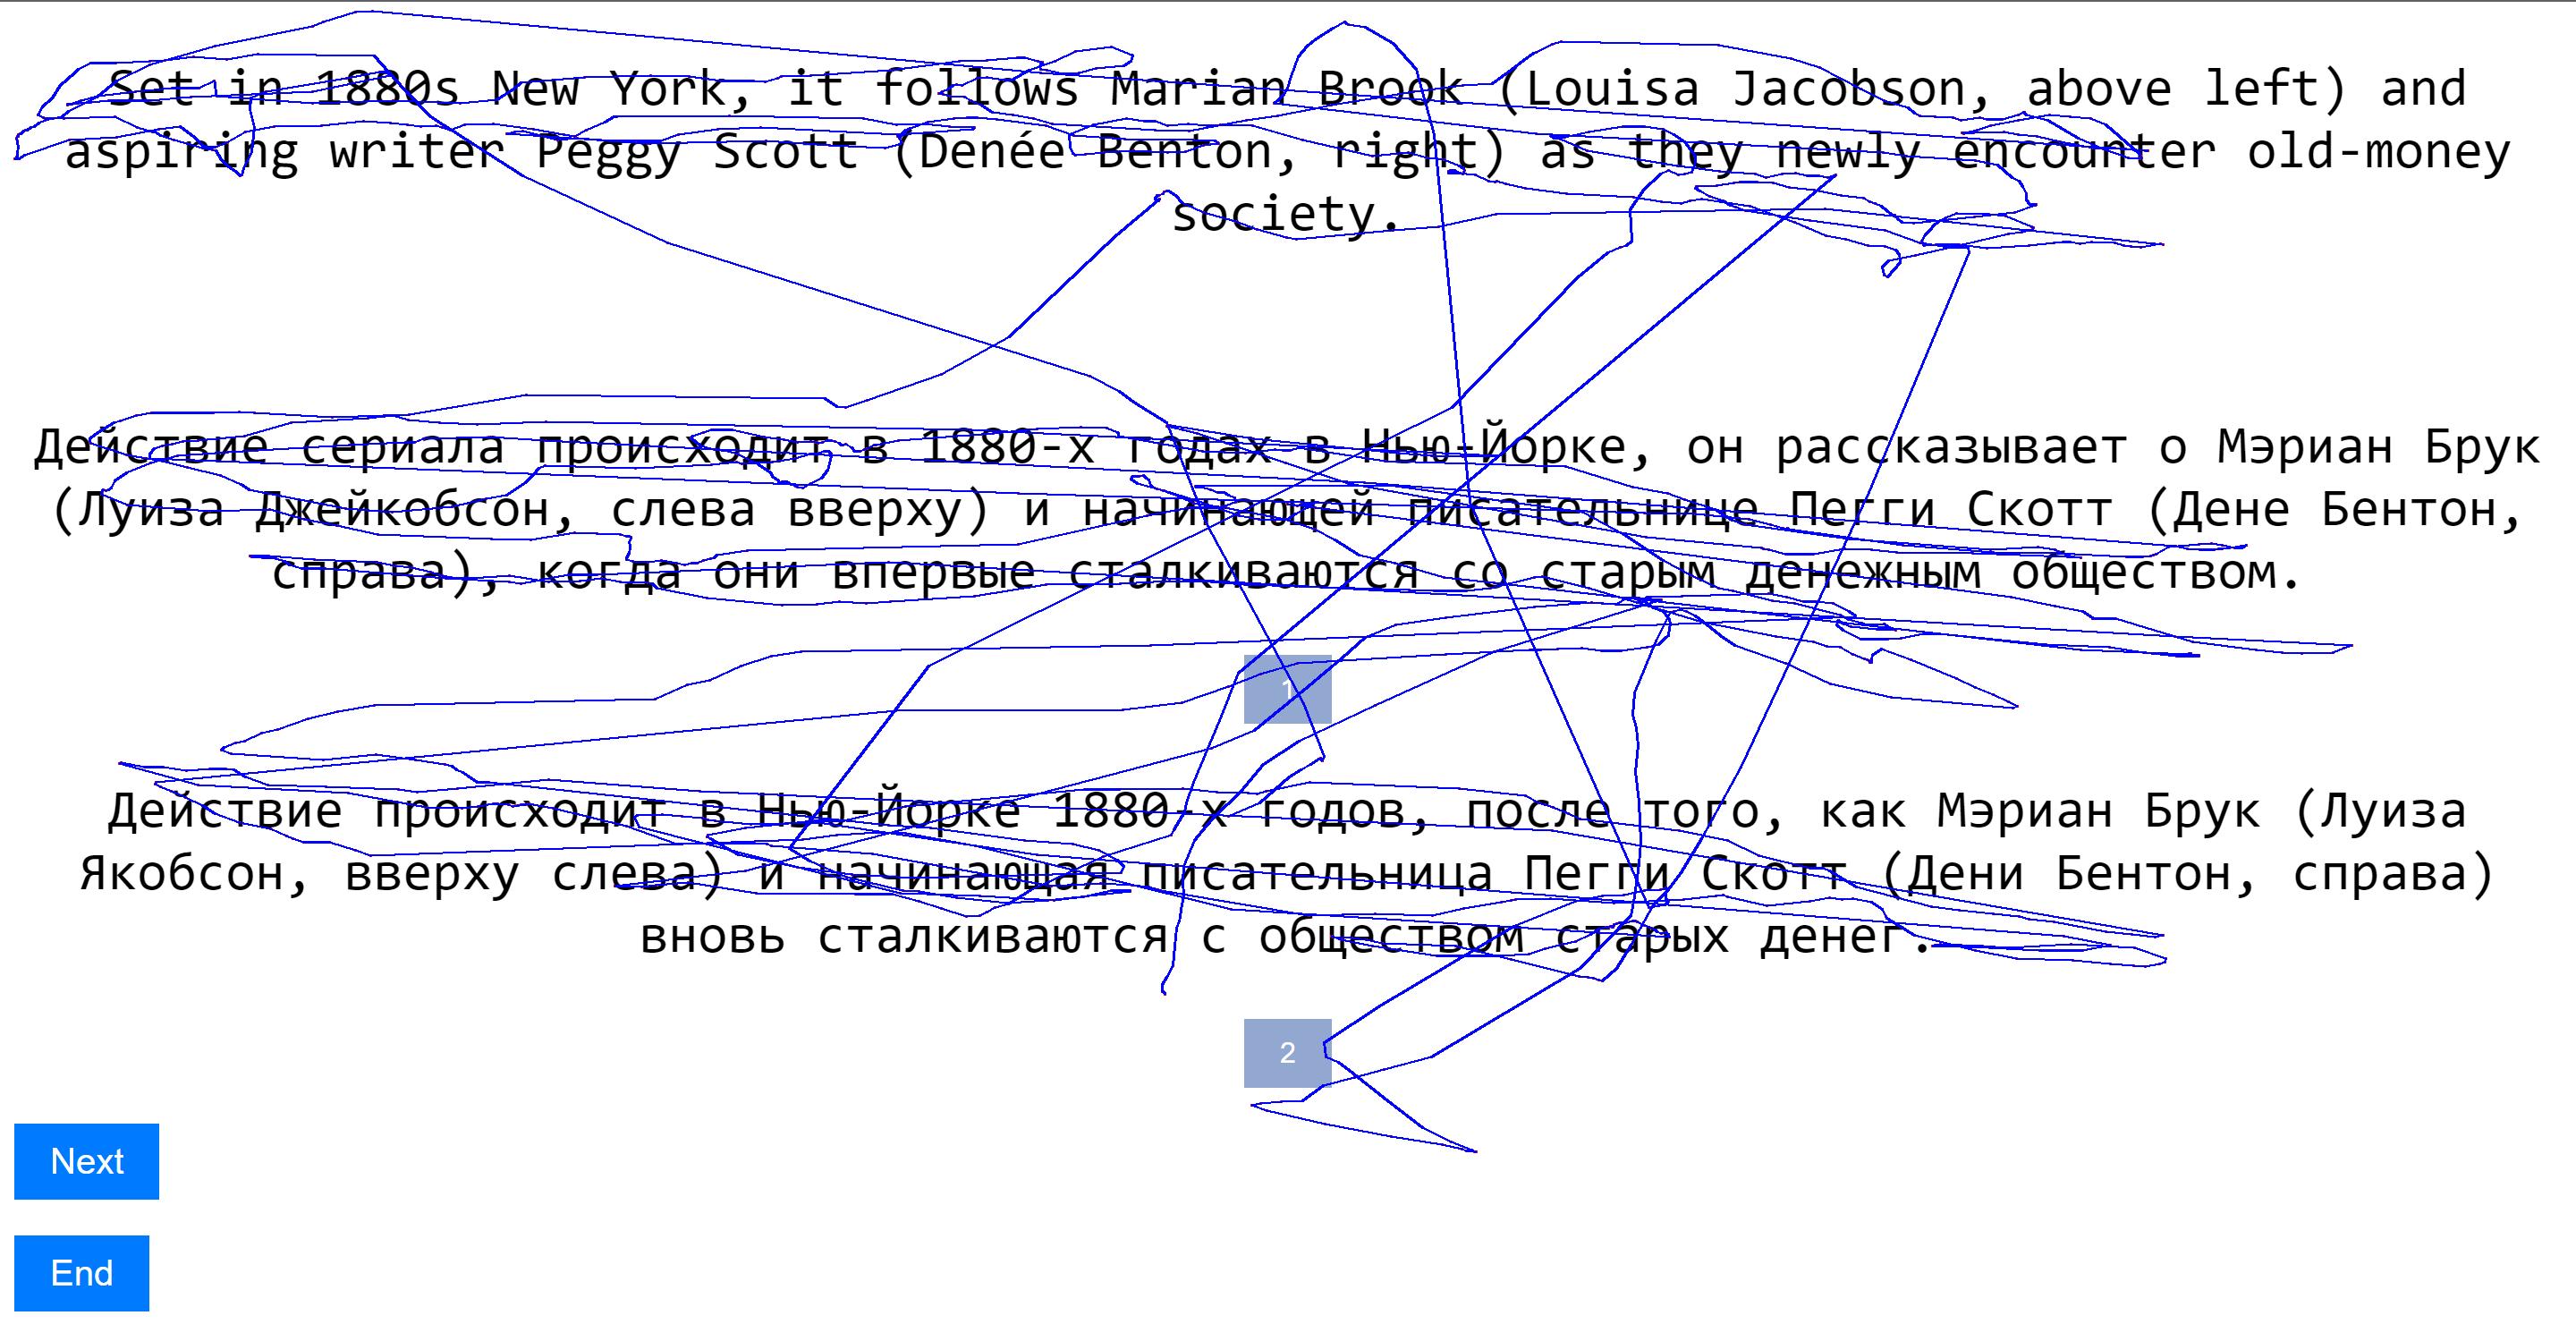 Set in 1880s New York, it follows Marian Brook (Louisa Jacobson, above left) and
aspiring writer Peggy Scott (Denée Benton, right) as they newly encounter old-money
society.
Действие сериала происходит в 1880-х годах в Нью-Йорке, он рассказывает о Мэриан Брук
(Луиза Джейкобсон, слева вверху) и начинающей писательнице Пегги Скотт (Дене Бентон,
справа), когда они впервые сталкиваются со старым денежным обществом.
1
Действие происходит в Нью-Йорке 1880-х годов, после того, как Мэриан Брук (Луиза
Якобсон, вверху слева) и начинающая писательница Пегги Скотт (Дени Бентон, справа)
вновь сталкиваются с обществом старых денег.
2
Next
End